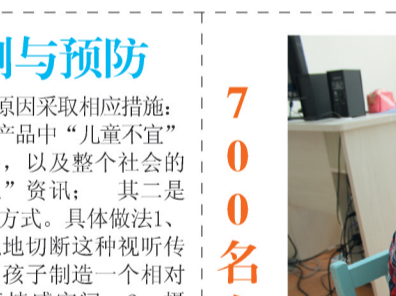 与预防
原因采取相应措施：
产品中“儿童不宜”
，以及整个社会的
”资讯；　其二是
方式。具体做法1、
地切断这种视听传
孩子制造一个相对
700名